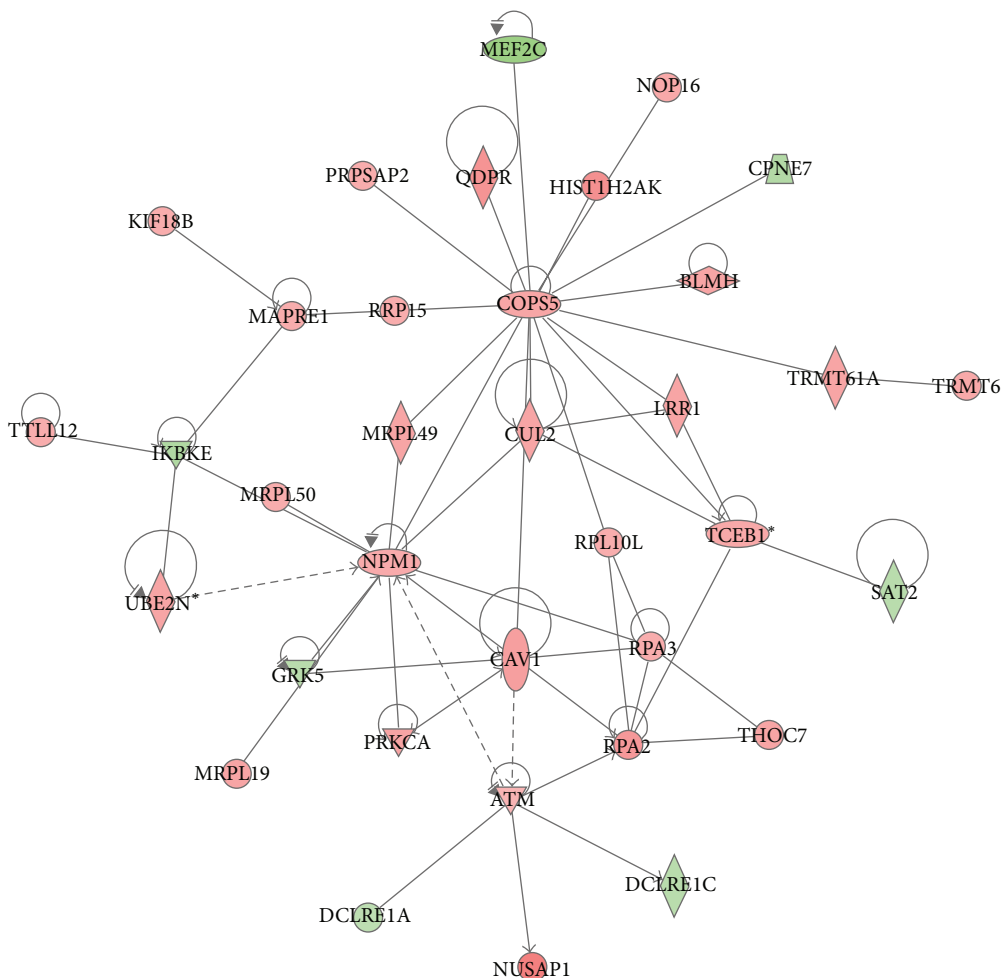 MEF2C
NOP16
CPNE7
PRPSAP2
QDPR
HIST1H2AK
KIF18B
BLMH
COPS5
MAPRE1
RRP15
TRMT61A
TRMT6
LRR1
TTLL12
MRPL49
CUL2
IKBKE
MRPL50
TCEB1*
RPL10L
NPM1
SAT2
UBE2N*
RPA3
CAV1
GRK5
THOC7
PRKCA
RPA2
MRPL19
ATM
DCLRE1C
DCLRE1A
NUSAP1